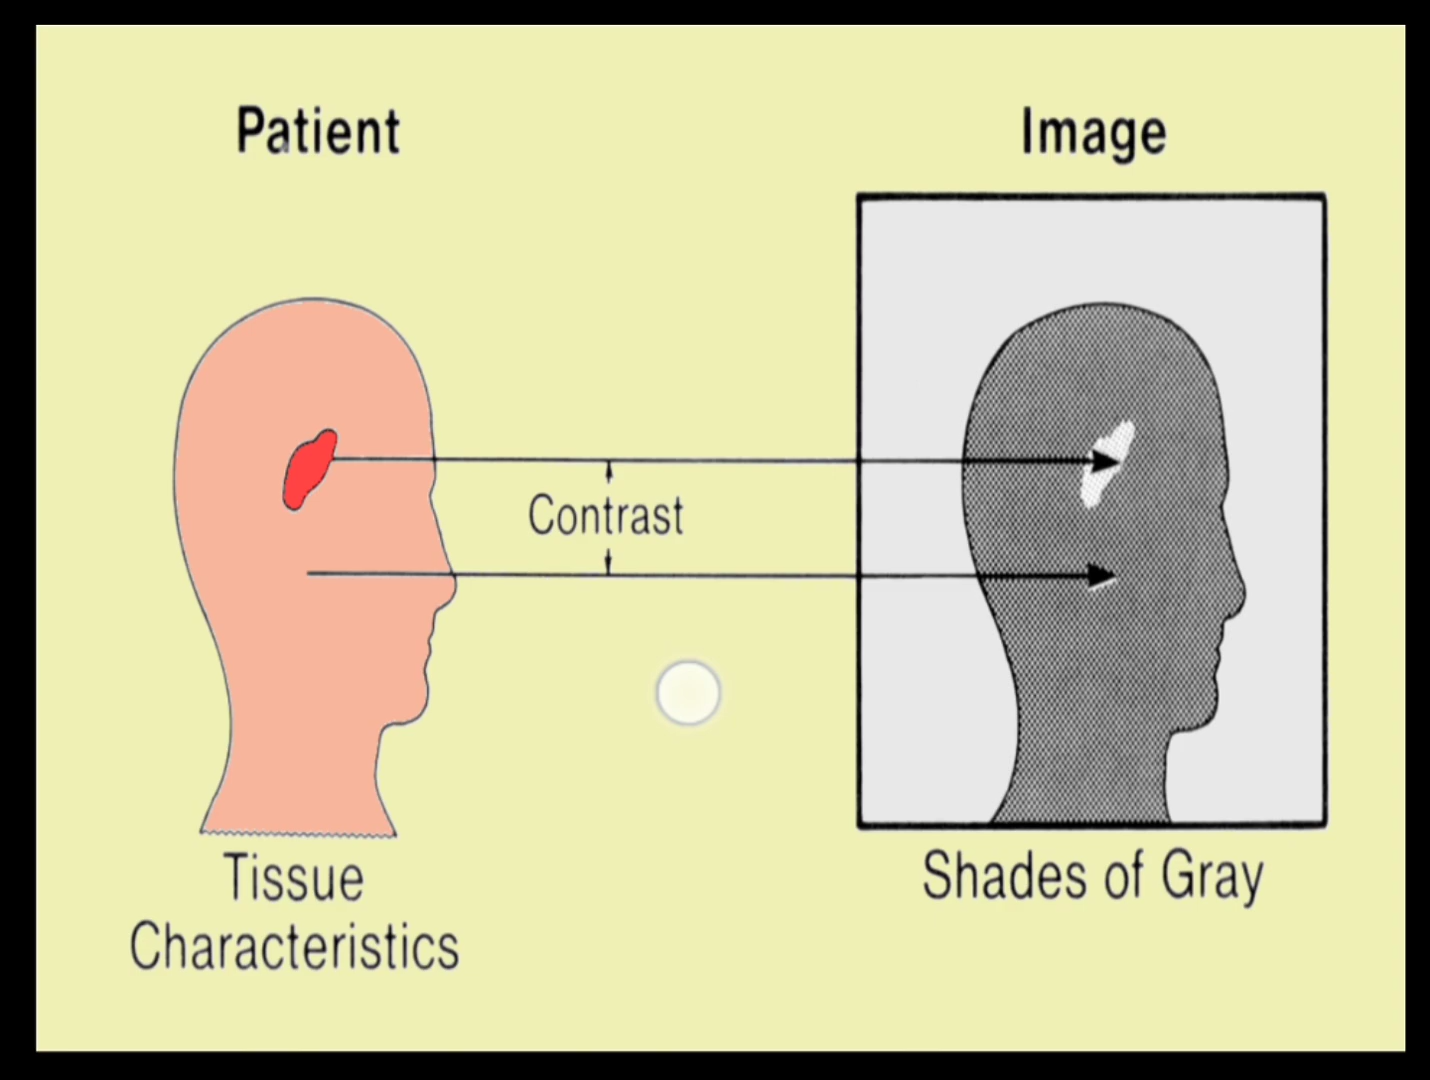 Patient
Image
Contrast
Tissue
Characteristics
Shades of Gray